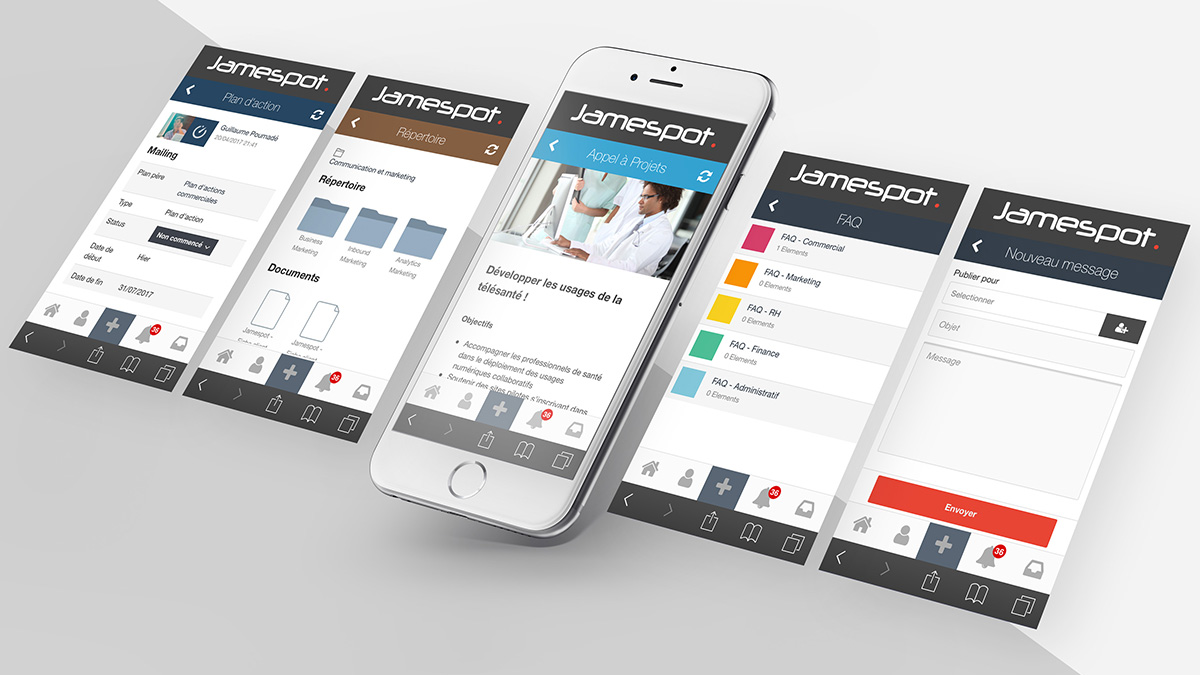 Jamespot.
Plan d'action
Guillaume Pournadé
20/04/2017 21:41
Mailing
Plan père
Plan d'actions
commerciales
Type
Plan d'action
Status
Non commencé
Date de
début
Hier
Date de fin
31/07/2017
36
Jamespot.
Répertoire
Communication et marketing
Répertoire
Business
Marketing
Inbound
Marketing
Analytics
Marketing
Documents
Jamespot -
Jamespot -
36
Jamespot.
Appel à Projets
Développer les usages de la
télésanté !
Objectifs
Accompagner les professionnels de santé
dans le déploiement des usages
numériques collaboratifs
Soutenir des sites pilotes s'inscrivant dans
36
Jamespot.
FAQ
FAQ - Commercial
1 Elements
FAQ - Marketing
0 Elements
FAQ - RH
0 Elements
FAQ - Finance
0 Elements
FAQ - Administratif
0 Elements
36
Jamespot.
Nouveau message
Publier pour
Selectionner
Objet
Message
Envoyer
36